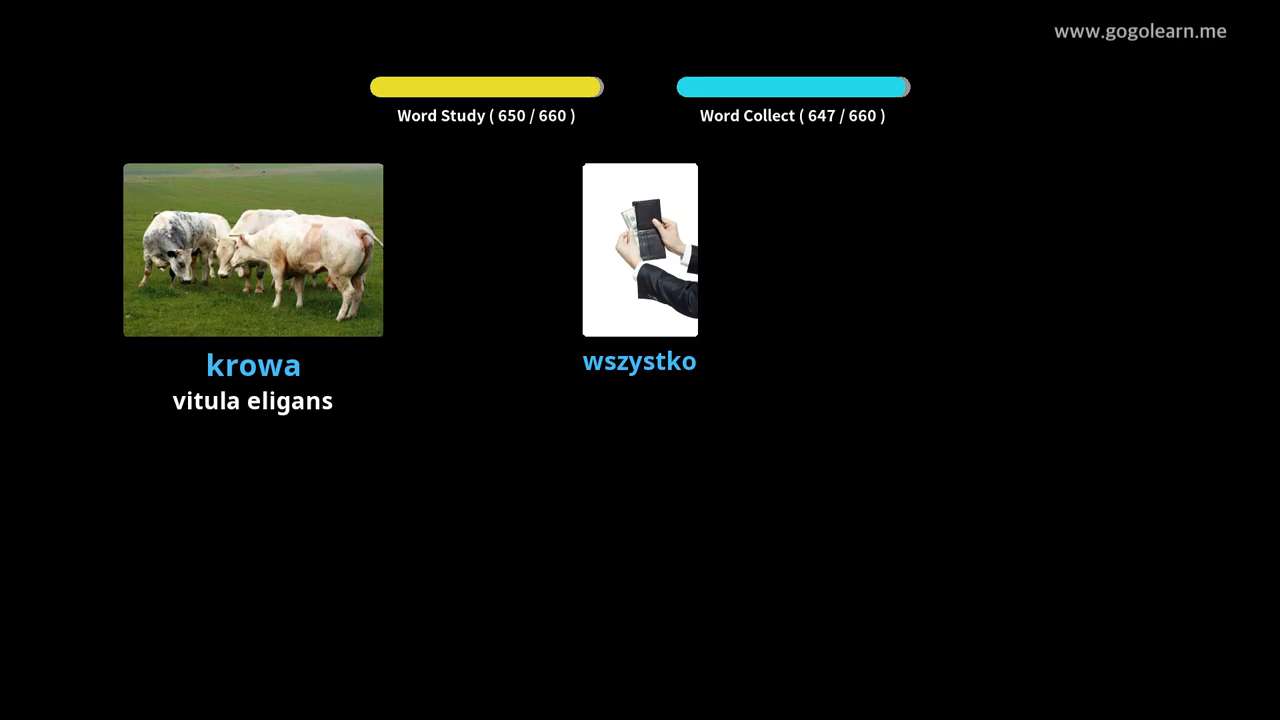 www.gogolearn.me
Word Study ( 650 / 660 )
Word Collect ( 647 / 660 )
krowa
vitula eligans
wszystko